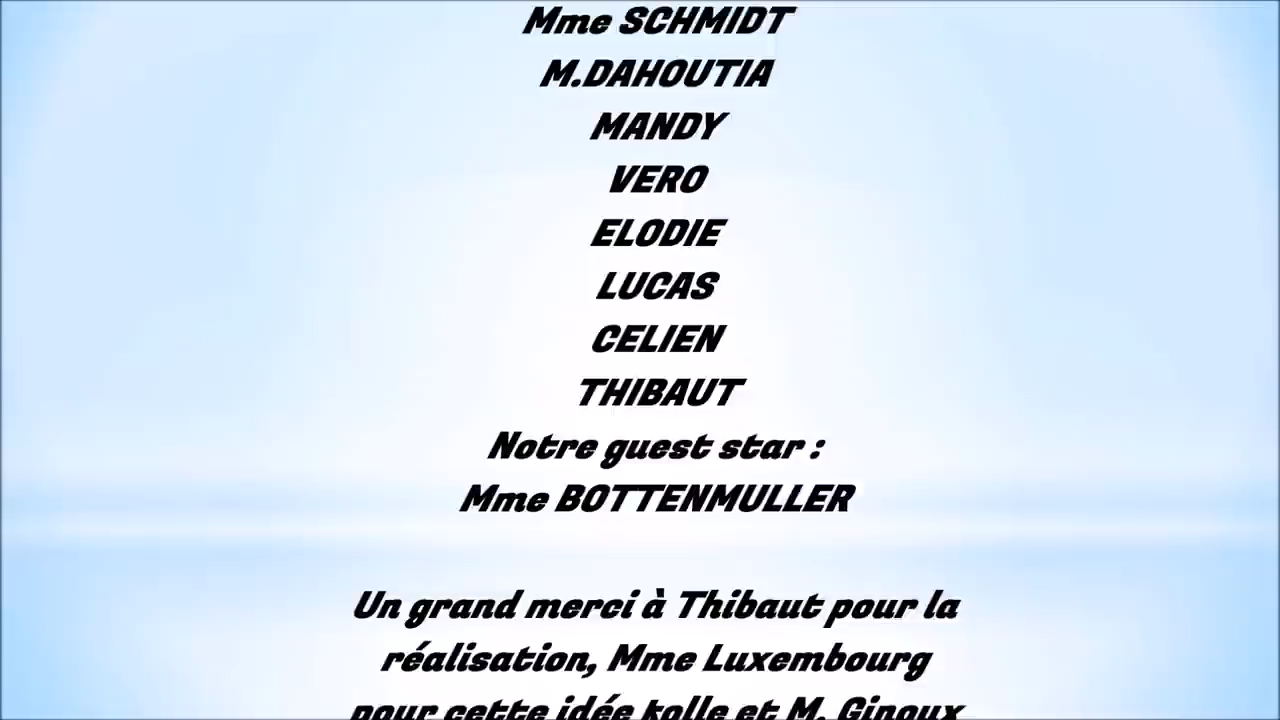 Mme SCHMIDT
M.DAHOUTIA
MANDY
VERO
ELODIE
LUCAS
CELIEN
THIBAUT
Notre guest star :
Mme BOTTENMULLER
Un grand merci à Thibaut pour la
réalisation, Mme Luxembourg
pour cette idée folle et M. Ginoux